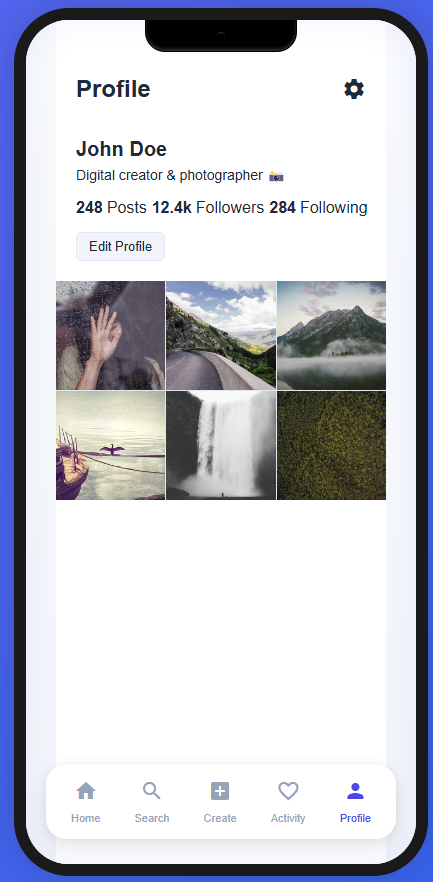 Profile
John Doe
Digital creator & photographer 📸
248 Posts 12.4k Followers 284 Following
Edit Profile
Home Search Create Activity Profile